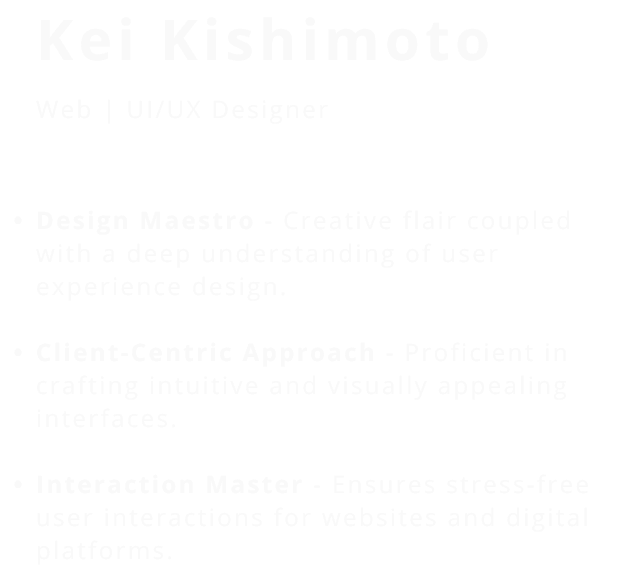 Kei Kishimoto
Web | UI/UX Designer
• Design Maestro - Creative flair coupled
with a deep understanding of user
experience design.
• Client-Centric Approach - Proficient in
crafting intuitive and visually appealing
interfaces.
• Interaction Master - Ensures stress-free
user interactions for websites and digital
platforms.